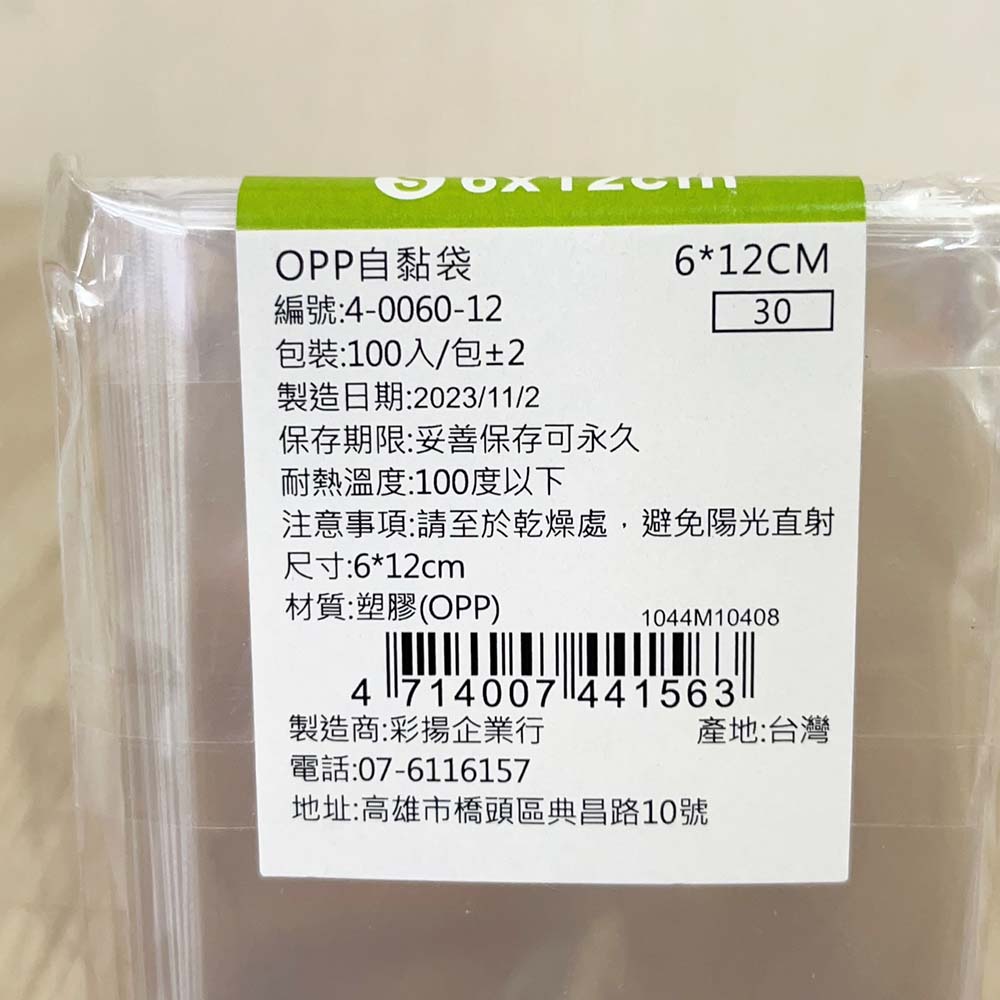 S 6x12cm
OPP自黏袋 6*12CM
編號:4-0060-12 30
包裝:100入/包±2
製造日期:2023/11/2
保存期限:妥善保存可永久
耐熱溫度:100度以下
注意事項:請至於乾燥處，避免陽光直射
尺寸:6*12cm
材質:塑膠(OPP) 1044M10408
4 714007 441563
製造商:彩揚企業行 產地:台灣
電話:07-6116157
地址:高雄市橋頭區典昌路10號